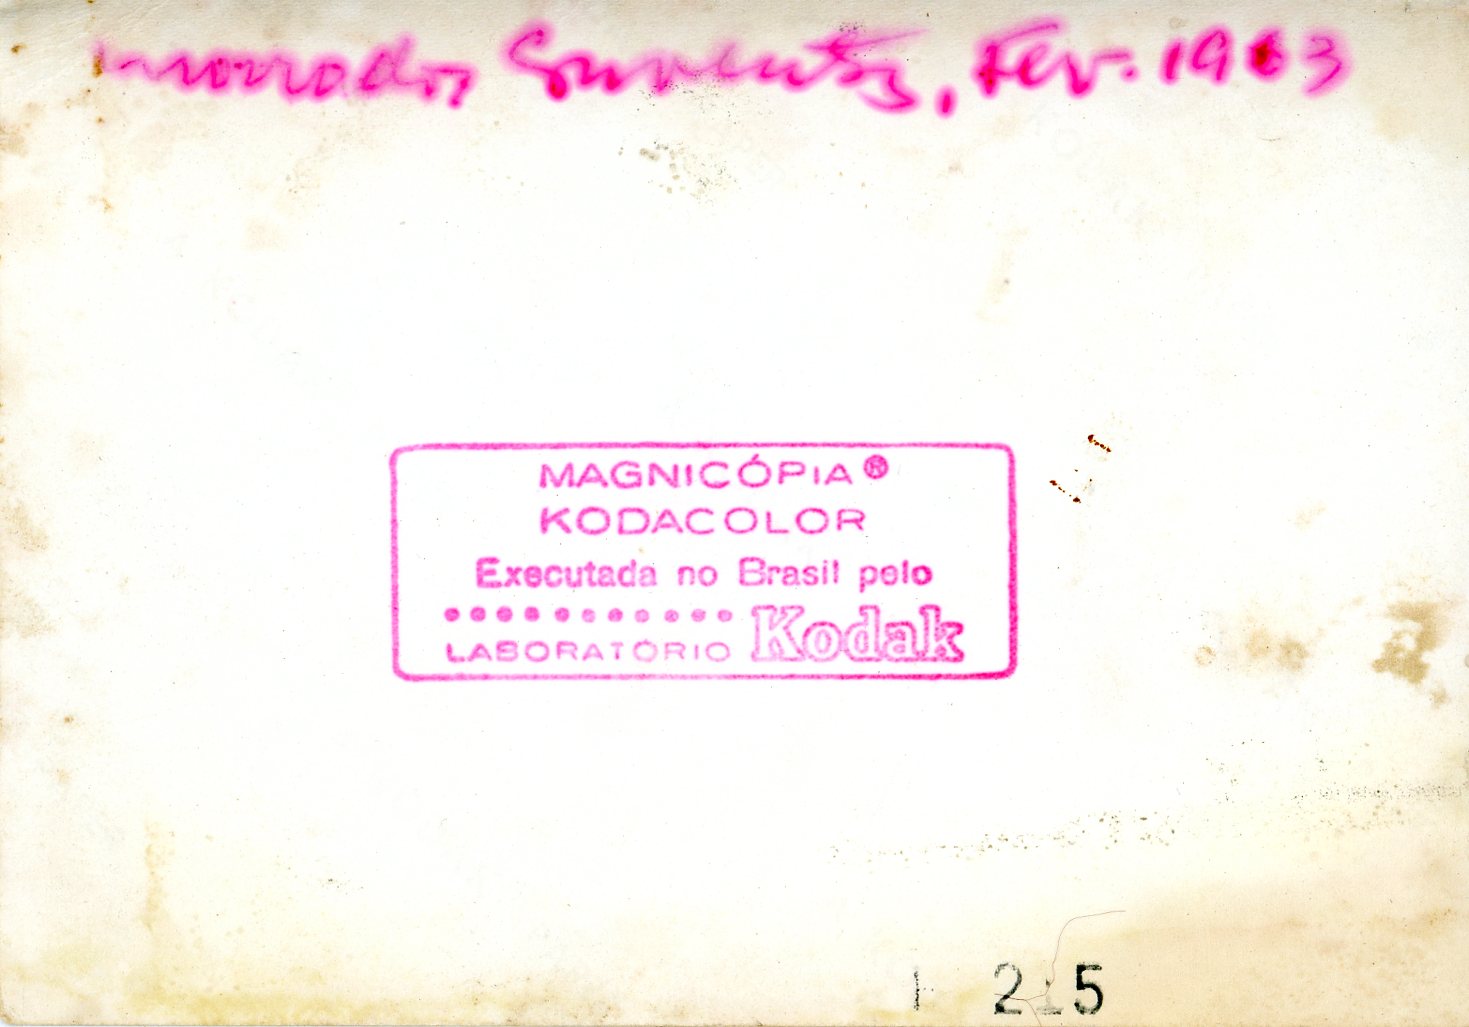 , Fev. 1963
MAGNICÓPIA®
KODACOLOR
Executada no Brasil pelo
LABORATÓRIO Kodak
215